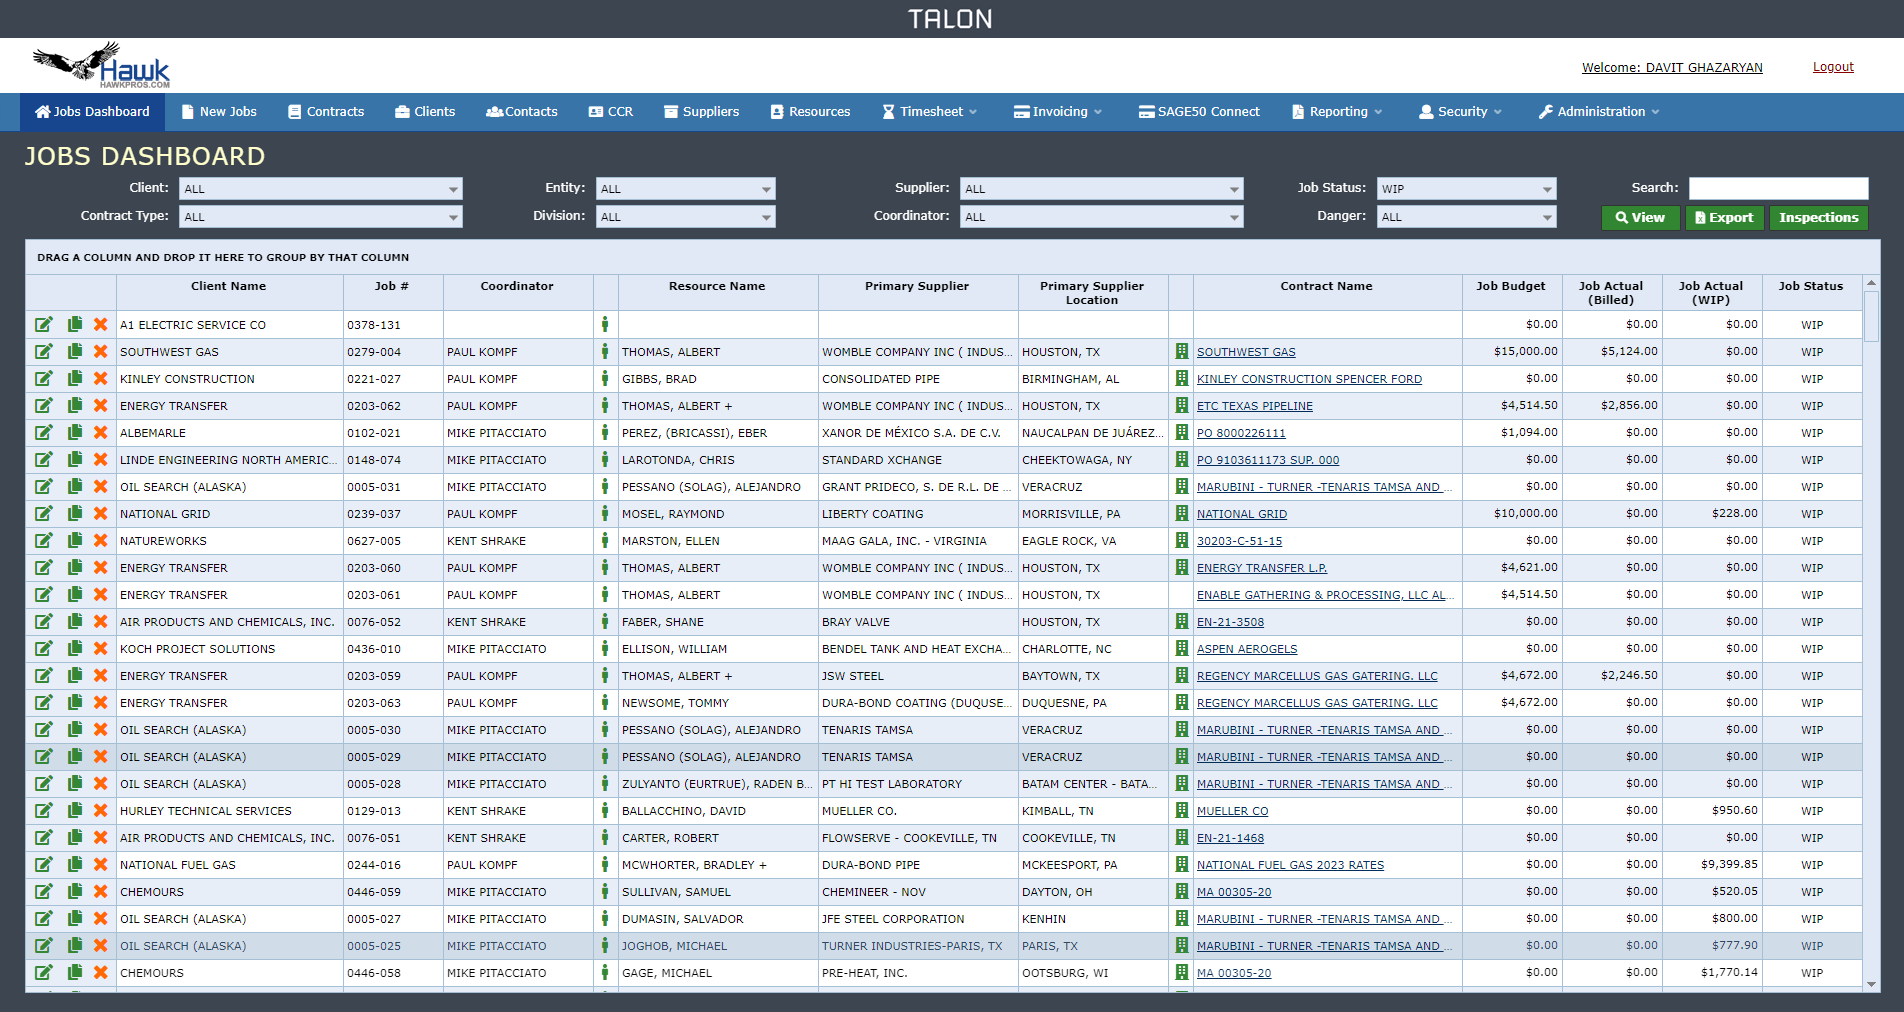 TALON
Hawk
HAWKPROS.COM
Welcome: DAVIT GHAZARYAN Logout
Jobs Dashboard New Jobs Contracts Clients Contacts CCR Suppliers Resources Timesheet Invoicing SAGE50 Connect Reporting Security Administration
JOBS DASHBOARD
Client: ALL Entity: ALL Supplier: ALL Job Status: WIP Search:
Contract Type: ALL Division: ALL Coordinator: ALL Danger: ALL View Export Inspections
DRAG A COLUMN AND DROP IT HERE TO GROUP BY THAT COLUMN
Client Name Job # Coordinator Resource Name Primary Supplier Primary Supplier Location Contract Name Job Budget Job Actual (Billed) Job Actual (WIP) Job Status
A1 ELECTRIC SERVICE CO 0378-131 $0.00 $0.00 $0.00 WIP
SOUTHWEST GAS 0279-004 PAUL KOMPF THOMAS, ALBERT WOMBLE COMPANY INC ( INDUS... HOUSTON, TX SOUTHWEST GAS $15,000.00 $5,124.00 $0.00 WIP
KINLEY CONSTRUCTION 0221-027 PAUL KOMPF GIBBS, BRAD CONSOLIDATED PIPE BIRMINGHAM, AL KINLEY CONSTRUCTION SPENCER FORD $0.00 $0.00 $0.00 WIP
ENERGY TRANSFER 0203-062 PAUL KOMPF THOMAS, ALBERT + WOMBLE COMPANY INC ( INDUS... HOUSTON, TX ETC TEXAS PIPELINE $4,514.50 $2,856.00 $0.00 WIP
ALBEMARLE 0102-021 MIKE PITACCIATO PEREZ, (BRICASSI), EBER XANOR DE MÉXICO S.A. DE C.V. NAUCALPAN DE JUÁREZ... PO 8000226111 $1,094.00 $0.00 $0.00 WIP
LINDE ENGINEERING NORTH AMERIC... 0148-074 MIKE PITACCIATO LAROTONDA, CHRIS STANDARD XCHANGE CHEEKTOWAGA, NY PO 9103611173 SUP. 000 $0.00 $0.00 $0.00 WIP
OIL SEARCH (ALASKA) 0005-031 MIKE PITACCIATO PESSANO (SOLAG), ALEJANDRO GRANT PRIDECO, S. DE R.L. DE ... VERACRUZ MARUBINI - TURNER -TENARIS TAMSA AND ... $0.00 $0.00 $0.00 WIP
NATIONAL GRID 0239-037 PAUL KOMPF MOSEL, RAYMOND LIBERTY COATING MORRISVILLE, PA NATIONAL GRID $10,000.00 $0.00 $228.00 WIP
NATUREWORKS 0627-005 KENT SHRAKE MARSTON, ELLEN MAAG GALA, INC. - VIRGINIA EAGLE ROCK, VA 30203-C-51-15 $0.00 $0.00 $0.00 WIP
ENERGY TRANSFER 0203-060 PAUL KOMPF THOMAS, ALBERT WOMBLE COMPANY INC ( INDUS... HOUSTON, TX ENERGY TRANSFER L.P. $4,621.00 $0.00 $0.00 WIP
ENERGY TRANSFER 0203-061 PAUL KOMPF THOMAS, ALBERT WOMBLE COMPANY INC ( INDUS... HOUSTON, TX ENABLE GATHERING & PROCESSING, LLC AL... $4,514.50 $0.00 $0.00 WIP
AIR PRODUCTS AND CHEMICALS, INC. 0076-052 KENT SHRAKE FABER, SHANE BRAY VALVE HOUSTON, TX EN-21-3508 $0.00 $0.00 $0.00 WIP
KOCH PROJECT SOLUTIONS 0436-010 MIKE PITACCIATO ELLISON, WILLIAM BENDEL TANK AND HEAT EXCHA... CHARLOTTE, NC ASPEN AEROGELS $0.00 $0.00 $0.00 WIP
ENERGY TRANSFER 0203-059 PAUL KOMPF THOMAS, ALBERT + JSW STEEL BAYTOWN, TX REGENCY MARCELLUS GAS GATERING. LLC $4,672.00 $2,246.50 $0.00 WIP
ENERGY TRANSFER 0203-063 PAUL KOMPF NEWSOME, TOMMY DURA-BOND COATING (DUQUSE... DUQUESNE, PA REGENCY MARCELLUS GAS GATERING. LLC $4,672.00 $0.00 $0.00 WIP
OIL SEARCH (ALASKA) 0005-030 MIKE PITACCIATO PESSANO (SOLAG), ALEJANDRO TENARIS TAMSA VERACRUZ MARUBINI - TURNER -TENARIS TAMSA AND ... $0.00 $0.00 $0.00 WIP
OIL SEARCH (ALASKA) 0005-029 MIKE PITACCIATO PESSANO (SOLAG), ALEJANDRO TENARIS TAMSA VERACRUZ MARUBINI - TURNER -TENARIS TAMSA AND ... $0.00 $0.00 $0.00 WIP
OIL SEARCH (ALASKA) 0005-028 MIKE PITACCIATO ZULYANTO (EURTRUE), RADEN B... PT HI TEST LABORATORY BATAM CENTER - BATA... MARUBINI - TURNER -TENARIS TAMSA AND ... $0.00 $0.00 $0.00 WIP
HURLEY TECHNICAL SERVICES 0129-013 KENT SHRAKE BALLACCHINO, DAVID MUELLER CO. KIMBALL, TN MUELLER CO $0.00 $0.00 $950.60 WIP
AIR PRODUCTS AND CHEMICALS, INC. 0076-051 KENT SHRAKE CARTER, ROBERT FLOWSERVE - COOKEVILLE, TN COOKEVILLE, TN EN-21-1468 $0.00 $0.00 $0.00 WIP
NATIONAL FUEL GAS 0244-016 PAUL KOMPF MCWHORTER, BRADLEY + DURA-BOND PIPE MCKEESPORT, PA NATIONAL FUEL GAS 2023 RATES $0.00 $0.00 $9,399.85 WIP
CHEMOURS 0446-059 MIKE PITACCIATO SULLIVAN, SAMUEL CHEMINEER - NOV DAYTON, OH MA 00305-20 $0.00 $0.00 $520.05 WIP
OIL SEARCH (ALASKA) 0005-027 MIKE PITACCIATO DUMASIN, SALVADOR JFE STEEL CORPORATION KENHIN MARUBINI - TURNER -TENARIS TAMSA AND ... $0.00 $0.00 $800.00 WIP
OIL SEARCH (ALASKA) 0005-025 MIKE PITACCIATO JOGHOB, MICHAEL TURNER INDUSTRIES-PARIS, TX PARIS, TX MARUBINI - TURNER -TENARIS TAMSA AND ... $0.00 $0.00 $777.90 WIP
CHEMOURS 0446-058 MIKE PITACCIATO GAGE, MICHAEL PRE-HEAT, INC. OOTSBURG, WI MA 00305-20 $0.00 $0.00 $1,770.14 WIP